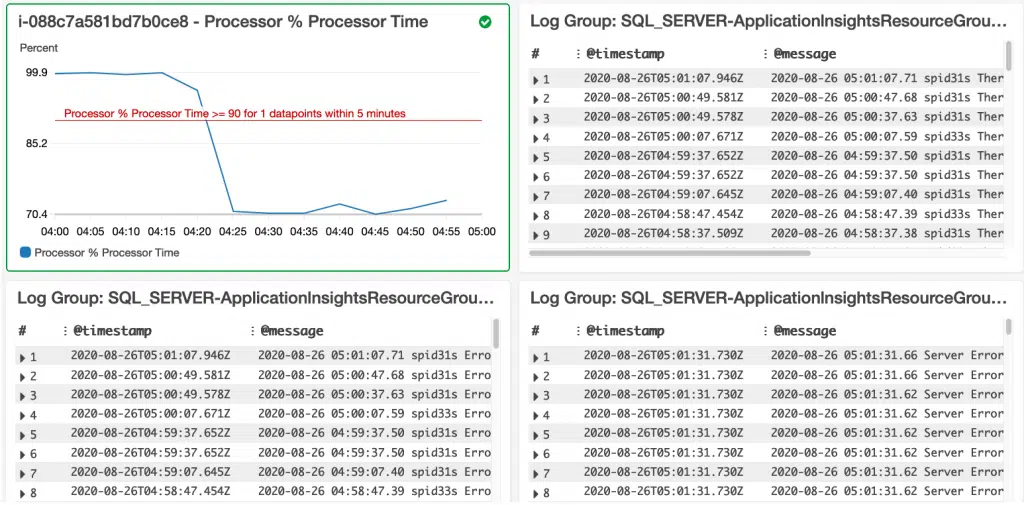 i-088c7a581bd7b0ce8 - Processor % Processor Time
Percent
99.9
Processor % Processor Time >= 90 for 1 datapoints within 5 minutes
85.2
70.4
04:00 04:05 04:10 04:15 04:20 04:25 04:30 04:35 04:40 04:45 04:50 04:55 05:00
Processor % Processor Time
Log Group: SQL_SERVER-ApplicationInsightsResourceGrou...
# @timestamp @message
1 2020-08-26T05:01:07.946Z 2020-08-26 05:01:07.71 spid31s Ther
2 2020-08-26T05:00:49.581Z 2020-08-26 05:00:47.68 spid31s Ther
3 2020-08-26T05:00:49.578Z 2020-08-26 05:00:37.63 spid31s Ther
4 2020-08-26T05:00:07.671Z 2020-08-26 05:00:07.59 spid33s Ther
5 2020-08-26T04:59:37.652Z 2020-08-26 04:59:37.50 spid31s Ther
6 2020-08-26T04:59:37.652Z 2020-08-26 04:59:37.50 spid31s Ther
7 2020-08-26T04:59:07.645Z 2020-08-26 04:59:07.40 spid31s Ther
8 2020-08-26T04:58:47.454Z 2020-08-26 04:58:47.39 spid33s Ther
9 2020-08-26T04:58:37.509Z 2020-08-26 04:58:37.38 spid31s Ther
Log Group: SQL_SERVER-ApplicationInsightsResourceGrou...
# @timestamp @message
1 2020-08-26T05:01:07.946Z 2020-08-26 05:01:07.71 spid31s Erro
2 2020-08-26T05:00:49.581Z 2020-08-26 05:00:47.68 spid31s Erro
3 2020-08-26T05:00:49.578Z 2020-08-26 05:00:37.63 spid31s Erro
4 2020-08-26T05:00:07.671Z 2020-08-26 05:00:07.59 spid33s Erro
5 2020-08-26T04:59:37.652Z 2020-08-26 04:59:37.50 spid31s Erro
6 2020-08-26T04:59:37.652Z 2020-08-26 04:59:37.50 spid31s Erro
7 2020-08-26T04:59:07.645Z 2020-08-26 04:59:07.40 spid31s Erro
8 2020-08-26T04:58:47.454Z 2020-08-26 04:58:47.39 spid33s Erro
Log Group: SQL_SERVER-ApplicationInsightsResourceGrou...
# @timestamp @message
1 2020-08-26T05:01:31.730Z 2020-08-26 05:01:31.66 Server Error
2 2020-08-26T05:01:31.730Z 2020-08-26 05:01:31.66 Server Error
3 2020-08-26T05:01:31.730Z 2020-08-26 05:01:31.62 Server Error
4 2020-08-26T05:01:31.730Z 2020-08-26 05:01:31.62 Server Error
5 2020-08-26T05:01:31.730Z 2020-08-26 05:01:31.62 Server Error
6 2020-08-26T05:01:31.730Z 2020-08-26 05:01:31.62 Server Error
7 2020-08-26T05:01:31.730Z 2020-08-26 05:01:31.62 Server Error
8 2020-08-26T05:01:31.730Z 2020-08-26 05:01:31.62 Server Error